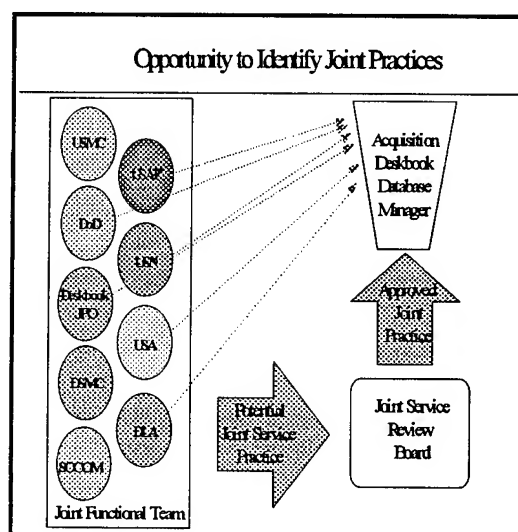 Opportunity to Identify Joint Practices
USMC
USAF
DoD
USN
Deskbook
JPO
USA
DSMC
DLA
SOCOM
Joint Functional Team
Acquisition
Deskbook
Database
Manager
Approved
Joint
Practice
Potential
Joint Service
Practice
Joint Service
Review
Board